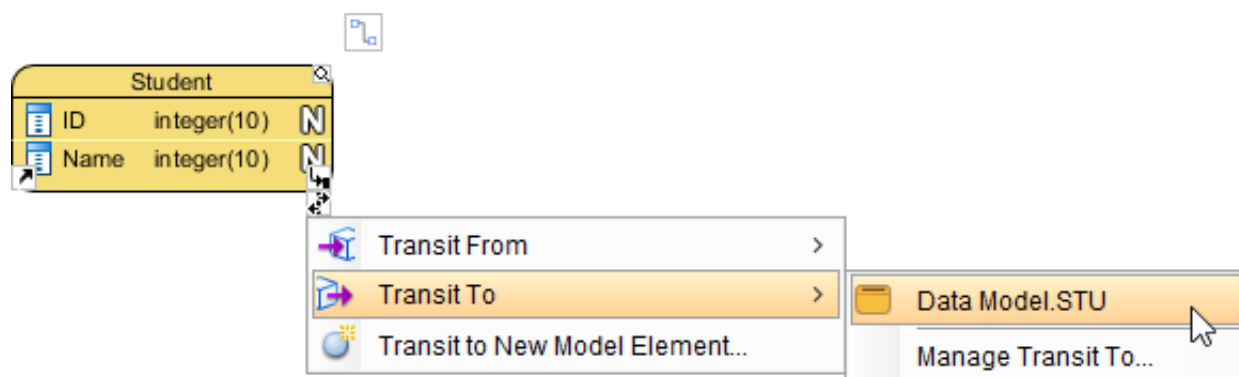 Student
ID integer(10) N
Name integer(10) N
Transit From
Transit To
Data Model.STU
Transit to New Model Element...
Manage Transit To...